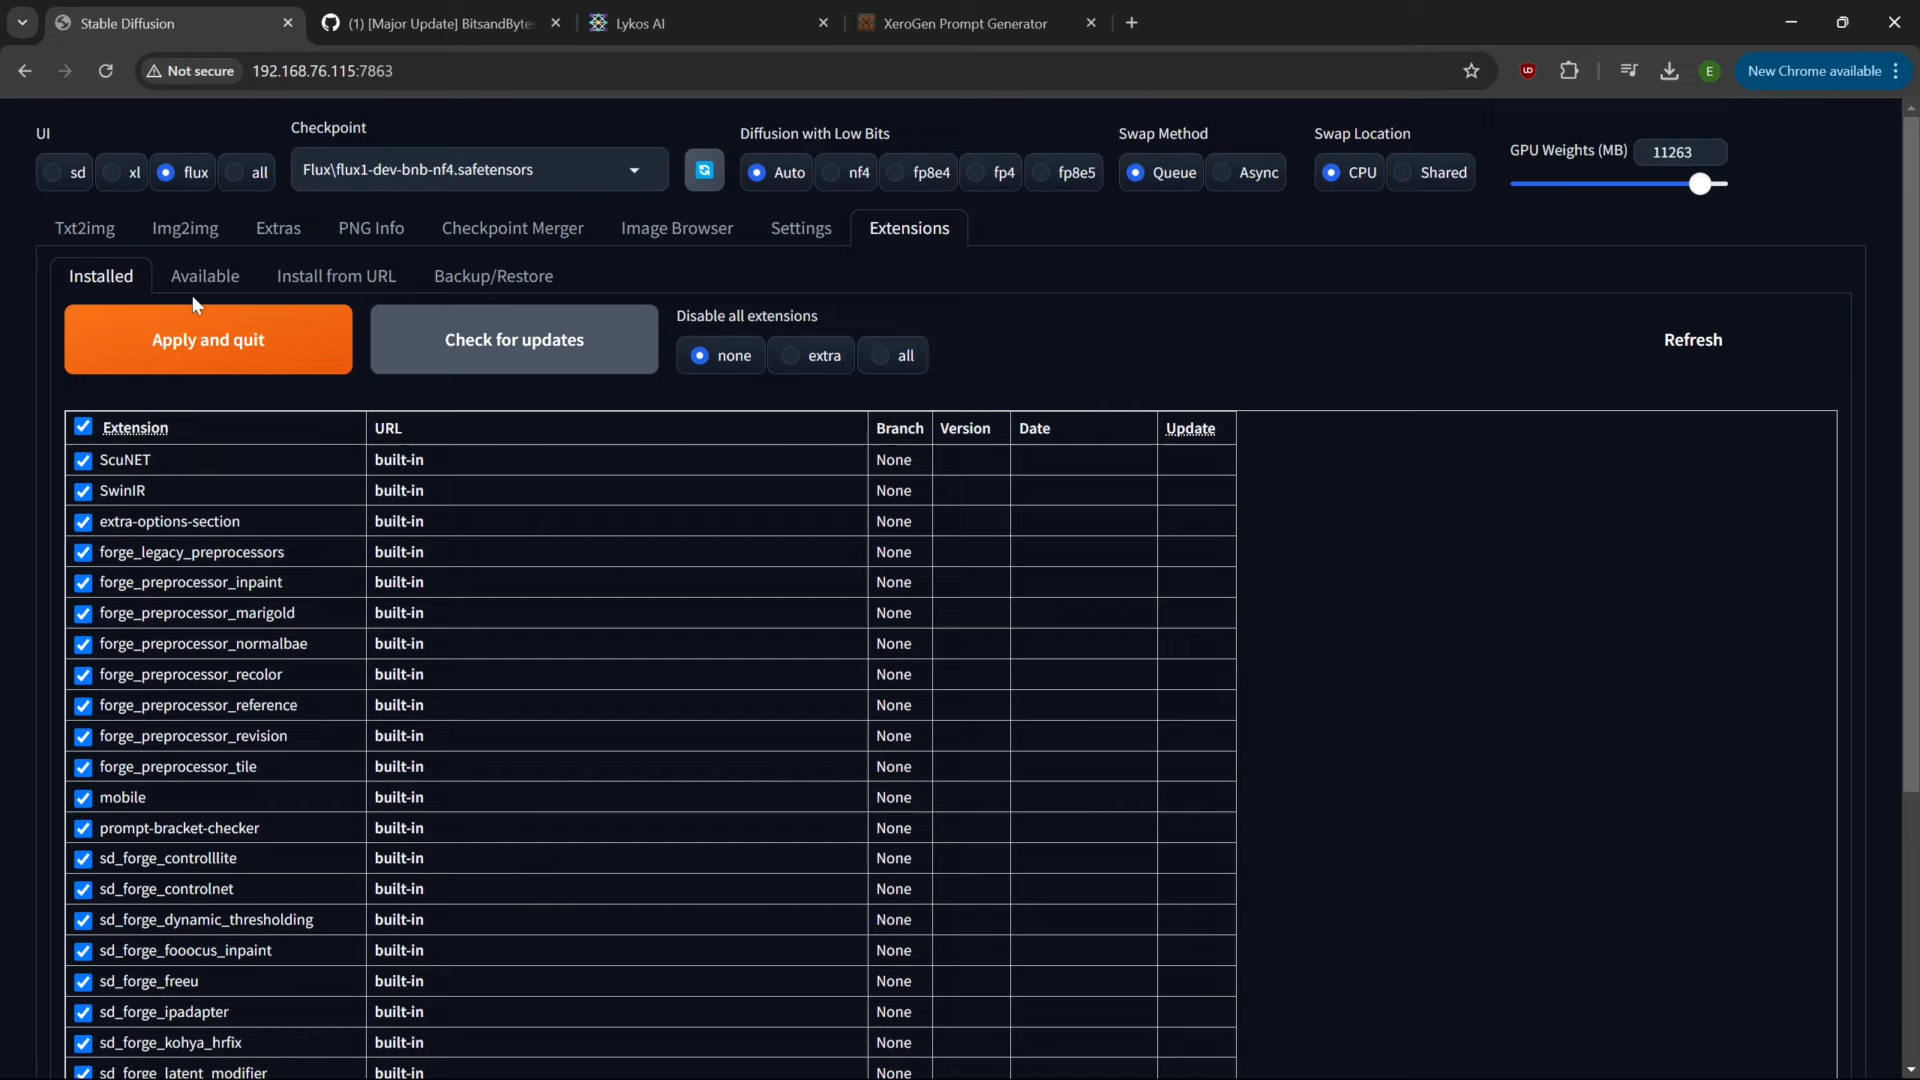 Stable Diffusion
(1) [Major Update] BitsandByte
Lykos AI
XeroGen Prompt Generator
Not secure
192.168.76.115:7863
E
New Chrome available
UI
sd
xl
flux
all
Checkpoint
Flux\flux1-dev-bnb-nf4.safetensors
Diffusion with Low Bits
Auto
nf4
fp8e4
fp4
fp8e5
Swap Method
Queue
Async
Swap Location
CPU
Shared
GPU Weights (MB)
11263
Txt2img
Img2img
Extras
PNG Info
Checkpoint Merger
Image Browser
Settings
Extensions
Installed
Available
Install from URL
Backup/Restore
Apply and quit
Check for updates
Disable all extensions
none
extra
all
Refresh
Extension URL Branch Version Date Update
ScuNET built-in None
SwinIR built-in None
extra-options-section built-in None
forge_legacy_preprocessors built-in None
forge_preprocessor_inpaint built-in None
forge_preprocessor_marigold built-in None
forge_preprocessor_normalbae built-in None
forge_preprocessor_recolor built-in None
forge_preprocessor_reference built-in None
forge_preprocessor_revision built-in None
forge_preprocessor_tile built-in None
mobile built-in None
prompt-bracket-checker built-in None
sd_forge_controlllite built-in None
sd_forge_controlnet built-in None
sd_forge_dynamic_thresholding built-in None
sd_forge_fooocus_inpaint built-in None
sd_forge_freeu built-in None
sd_forge_ipadapter built-in None
sd_forge_kohya_hrfix built-in None
sd_forge_latent_modifier built-in None